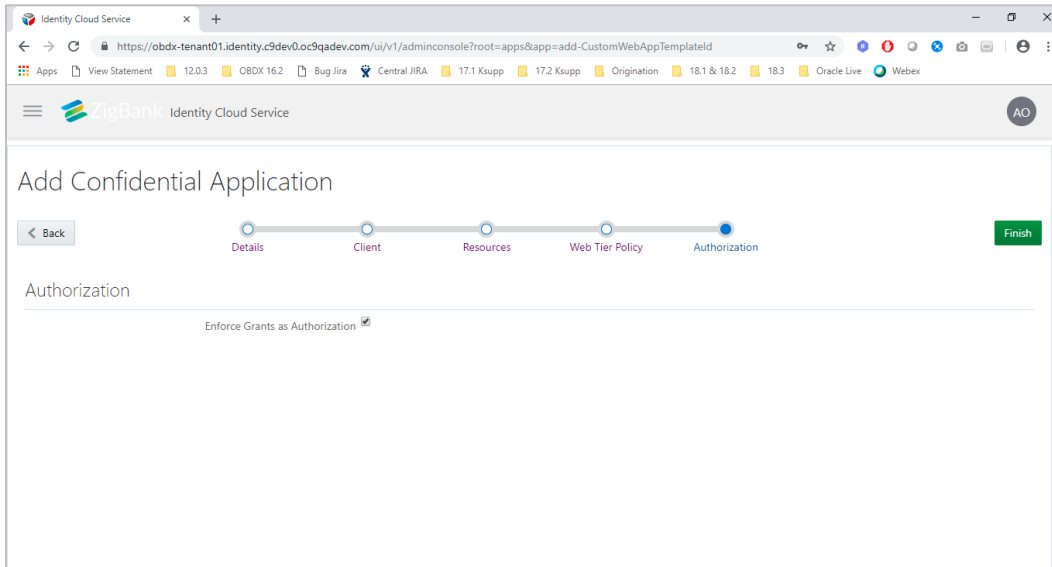 Identity Cloud Service
https://obdx-tenant01.identity.c9dev0.oc9qadev.com/ui/v1/adminconsole?root=apps&app=add-CustomWebAppTemplateId
Apps View Statement 12.0.3 OBDX 16.2 Bug Jira Central JIRA 17.1 Ksupp 17.2 Ksupp Origination 18.1 & 18.2 18.3 Oracle Live Webex
ZigBank Identity Cloud Service AO
Add Confidential Application
Back Finish
Details Client Resources Web Tier Policy Authorization
Authorization
Enforce Grants as Authorization